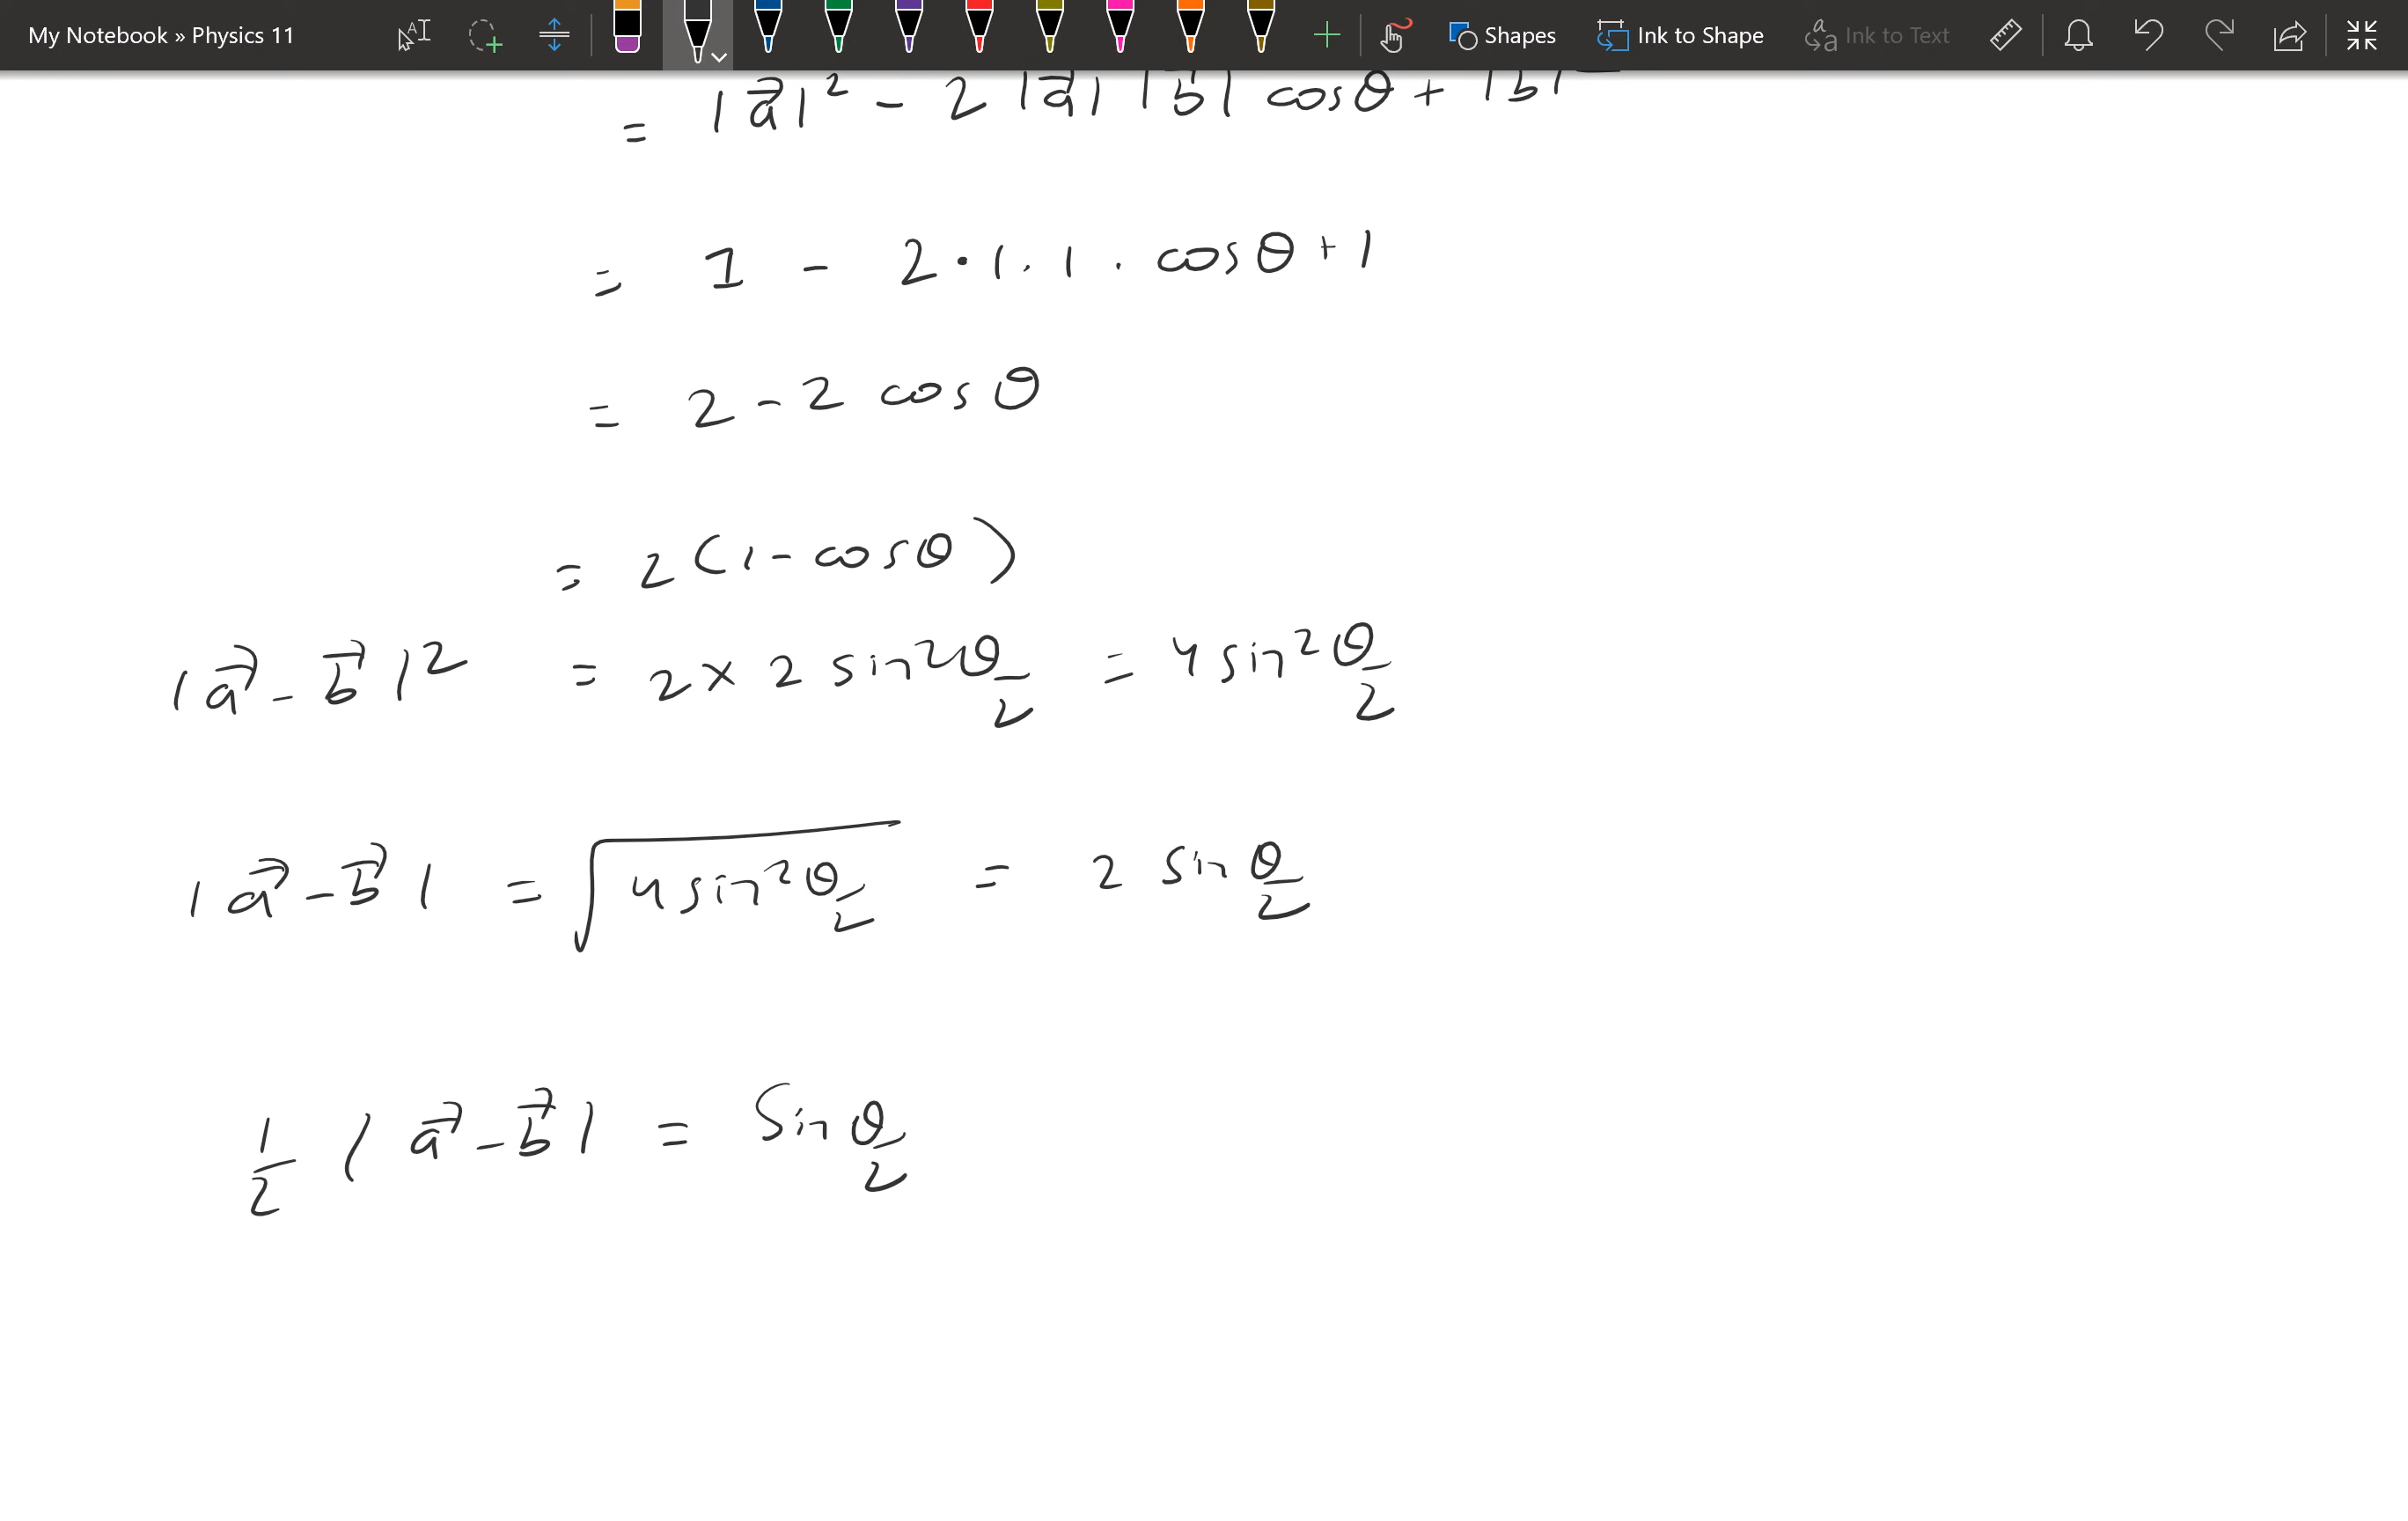 My Notebook » Physics 11 Shapes Ink to Shape Ink to Text
= |a⃗|² - 2 |a⃗| |b⃗| cosθ + |b|
= 1 - 2 · 1 . 1 . cosθ + 1
= 2 - 2 cosθ
= 2(1 - cosθ)
|a⃗ - b⃗|² = 2 × 2 sin²θ/2 = 4 sin²θ/2
|a⃗ - b⃗| = √4 sin²θ/2 = 2 sin θ/2
1/2 |a⃗ - b⃗| = Sin θ/2